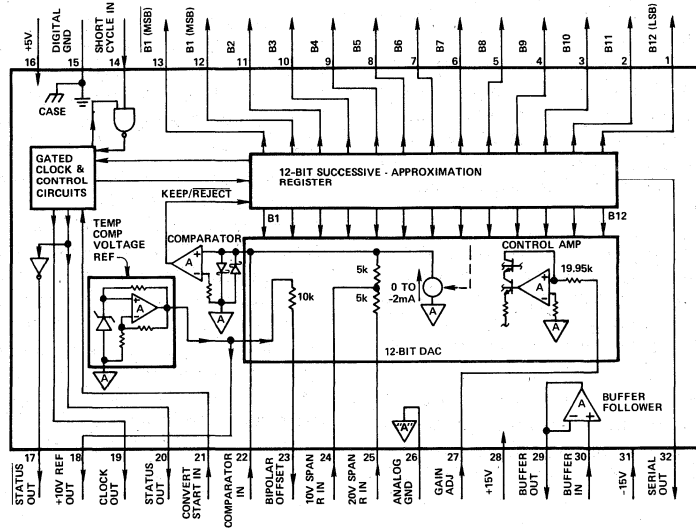 +5V
DIGITAL
GND
SHORT
CYCLE IN
B1 (MSB)
B1 (MSB)
B2
B3
B4
B5
B6
B7
B8
B9
B10
B11
B12 (LSB)
16
15
14
13
12
11
10
9
8
7
6
5
4
3
2
1
CASE
GATED
CLOCK &
CONTROL
CIRCUITS
12-BIT SUCCESSIVE - APPROXIMATION
REGISTER
KEEP/REJECT
B1
B12
TEMP
COMP
VOLTAGE
REF
COMPARATOR
CONTROL AMP
A
A
A
A
A
A
A
A
5k
5k
10k
0 TO
-2mA
19.95k
12-BIT DAC
BUFFER
FOLLOWER
A
"A"
17
18
19
20
21
22
23
24
25
26
27
28
29
30
31
32
STATUS
OUT
+10V REF
OUT
CLOCK
OUT
STATUS
OUT
CONVERT
START IN
COMPARATOR
IN
BIPOLAR
OFFSET
10V SPAN
R IN
20V SPAN
R IN
ANALOG
GND
GAIN
ADJ
+15V
BUFFER
OUT
BUFFER
IN
-15V
SERIAL
OUT